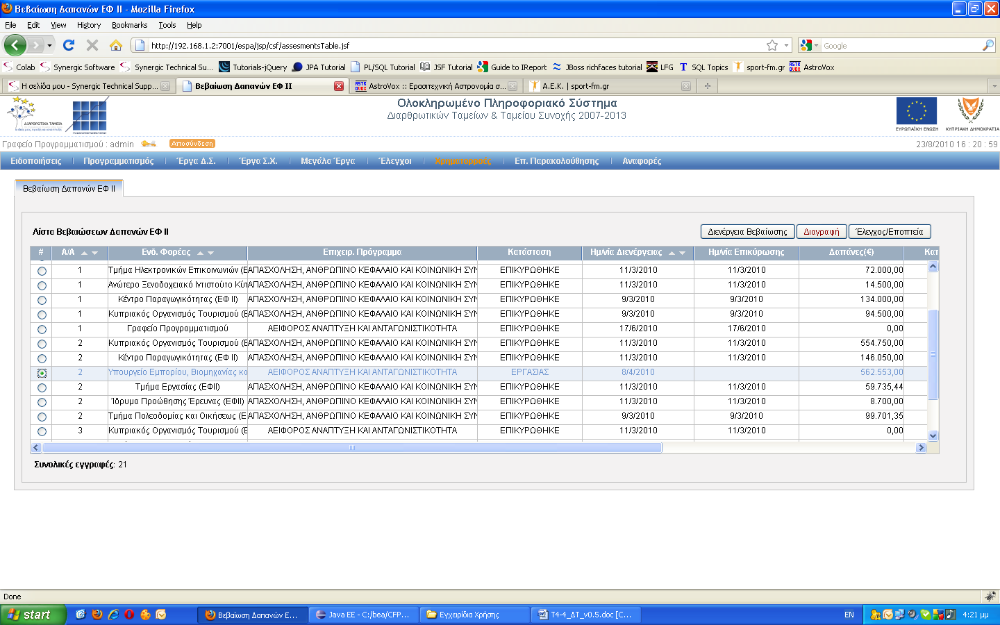 Βεβαίωση Δαπανών ΕΦ ΙΙ - Mozilla Firefox
File Edit View History Bookmarks Tools Help
http://192.168.1.2:7001/espa/jsp/csf/assesmentsTable.jsf
Google
Colab Synergic Software Synergic Technical Su... Tutorials-jQuery JPA Tutorial PL/SQL Tutorial JSF Tutorial Guide to IReport JBoss richfaces tutorial LFG SQL Topics sport-fm.gr AstroVox
Η σελίδα μου - Synergic Technical Supp... Βεβαίωση Δαπανών ΕΦ ΙΙ AstroVox :: Ερασιτεχνική Αστρονομία σ... Α.Ε.Κ. | sport-fm.gr
Ολοκληρωμένο Πληροφοριακό Σύστημα
Διαρθρωτικών Ταμείων & Ταμείου Συνοχής 2007-2013
ΔΙΑΡΘΡΩΤΙΚΑ ΤΑΜΕΙΑ
ΓΡΑΦΕΙΟ ΠΡΟΓΡΑΜΜΑΤΙΣΜΟΥ
ΕΥΡΩΠΑΪΚΗ ΕΝΩΣΗ ΚΥΠΡΙΑΚΗ ΔΗΜΟΚΡΑΤΙΑ
Γραφείο Προγραμματισμού : admin Αποσύνδεση 23/8/2010 16 : 20 : 59
Ειδοποιήσεις Προγραμματισμός Έργα Δ.Σ. Έργα Σ.Χ. Μεγάλα Έργα Έλεγχοι Χρηματορροές Επ. Παρακολούθησης Αναφορές
Βεβαίωση Δαπανών ΕΦ ΙΙ
Λίστα Βεβαιώσεων Δαπανών ΕΦ ΙΙ Διενέργεια Βεβαίωσης Διαγραφή Έλεγχος/Εποπτεία
# Α/Α Ενδ. Φορέας Επιχειρ. Πρόγραμμα Κατάσταση Ημ/νία Διενέργειας Ημ/νία Επικύρωσης Δαπάνες(€) Κατ
1 Τμήμα Ηλεκτρονικών Επικοινωνιών (Ε ΑΠΑΣΧΟΛΗΣΗ, ΑΝΘΡΩΠΙΝΟ ΚΕΦΑΛΑΙΟ ΚΑΙ ΚΟΙΝΩΝΙΚΗ ΣΥΝ ΕΠΙΚΥΡΩΘΗΚΕ 11/3/2010 11/3/2010 72.000,00
1 Ανώτερο Ξενοδοχειακό Ινστιτούτο Κύπ ΑΠΑΣΧΟΛΗΣΗ, ΑΝΘΡΩΠΙΝΟ ΚΕΦΑΛΑΙΟ ΚΑΙ ΚΟΙΝΩΝΙΚΗ ΣΥΝ ΕΠΙΚΥΡΩΘΗΚΕ 11/3/2010 11/3/2010 14.500,00
1 Κέντρο Παραγωγικότητας (ΕΦ ΙΙ) ΑΠΑΣΧΟΛΗΣΗ, ΑΝΘΡΩΠΙΝΟ ΚΕΦΑΛΑΙΟ ΚΑΙ ΚΟΙΝΩΝΙΚΗ ΣΥΝ ΕΠΙΚΥΡΩΘΗΚΕ 9/3/2010 9/3/2010 134.000,00
1 Κυπριακός Οργανισμός Τουρισμού (Ε ΑΠΑΣΧΟΛΗΣΗ, ΑΝΘΡΩΠΙΝΟ ΚΕΦΑΛΑΙΟ ΚΑΙ ΚΟΙΝΩΝΙΚΗ ΣΥΝ ΕΠΙΚΥΡΩΘΗΚΕ 9/3/2010 9/3/2010 94.500,00
1 Γραφείο Προγραμματισμού ΑΕΙΦΟΡΟΣ ΑΝΑΠΤΥΞΗ ΚΑΙ ΑΝΤΑΓΩΝΙΣΤΙΚΟΤΗΤΑ ΕΠΙΚΥΡΩΘΗΚΕ 17/6/2010 17/6/2010 0,00
2 Κυπριακός Οργανισμός Τουρισμού (Ε ΑΠΑΣΧΟΛΗΣΗ, ΑΝΘΡΩΠΙΝΟ ΚΕΦΑΛΑΙΟ ΚΑΙ ΚΟΙΝΩΝΙΚΗ ΣΥΝ ΕΠΙΚΥΡΩΘΗΚΕ 11/3/2010 11/3/2010 554.750,00
2 Κέντρο Παραγωγικότητας (ΕΦ ΙΙ) ΑΠΑΣΧΟΛΗΣΗ, ΑΝΘΡΩΠΙΝΟ ΚΕΦΑΛΑΙΟ ΚΑΙ ΚΟΙΝΩΝΙΚΗ ΣΥΝ ΕΠΙΚΥΡΩΘΗΚΕ 11/3/2010 11/3/2010 146.050,00
2 Υπουργείο Εμπορίου, Βιομηχανίας κα ΑΕΙΦΟΡΟΣ ΑΝΑΠΤΥΞΗ ΚΑΙ ΑΝΤΑΓΩΝΙΣΤΙΚΟΤΗΤΑ ΕΡΓΑΣΙΑΣ 8/4/2010 562.553,00
2 Τμήμα Εργασίας (ΕΦΙΙ) ΑΠΑΣΧΟΛΗΣΗ, ΑΝΘΡΩΠΙΝΟ ΚΕΦΑΛΑΙΟ ΚΑΙ ΚΟΙΝΩΝΙΚΗ ΣΥΝ ΕΠΙΚΥΡΩΘΗΚΕ 11/3/2010 11/3/2010 59.735,44
2 Ίδρυμα Προώθησης Έρευνας (ΕΦΙΙ) ΑΠΑΣΧΟΛΗΣΗ, ΑΝΘΡΩΠΙΝΟ ΚΕΦΑΛΑΙΟ ΚΑΙ ΚΟΙΝΩΝΙΚΗ ΣΥΝ ΕΠΙΚΥΡΩΘΗΚΕ 11/3/2010 11/3/2010 8.700,00
2 Τμήμα Πολεοδομίας και Οικήσεως (Ε ΑΠΑΣΧΟΛΗΣΗ, ΑΝΘΡΩΠΙΝΟ ΚΕΦΑΛΑΙΟ ΚΑΙ ΚΟΙΝΩΝΙΚΗ ΣΥΝ ΕΠΙΚΥΡΩΘΗΚΕ 9/3/2010 9/3/2010 99.701,35
3 Κυπριακός Οργανισμός Τουρισμού (Ε ΑΕΙΦΟΡΟΣ ΑΝΑΠΤΥΞΗ ΚΑΙ ΑΝΤΑΓΩΝΙΣΤΙΚΟΤΗΤΑ ΕΠΙΚΥΡΩΘΗΚΕ 11/3/2010 11/3/2010 0,00
Συνολικές εγγραφές: 21
Done
start Βεβαίωση Δαπανών Ε... Java EE - C:/bea/CFP... Εγχειρίδια Χρήσης T4-4_ΔΤ_v0.5.doc [C... EN 4:21 μμ